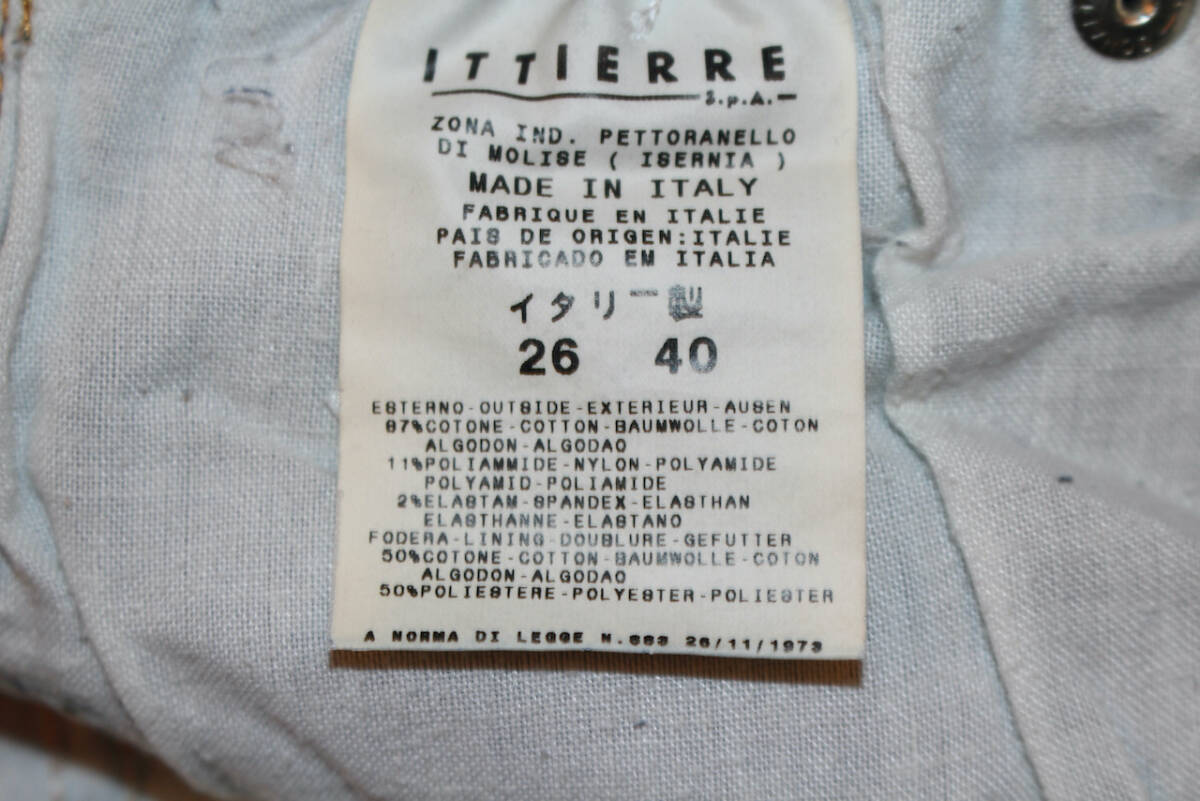 ITTIERRE
S.p.A.
ZONA IND. PETTORANELLO
DI MOLISE ( ISERNIA )
MADE IN ITALY
FABRIQUE EN ITALIE
PAIS DE ORIGEN:ITALIE
FABRICADO EM ITALIA
イタリー製
26 40
ESTERNO-OUTSIDE-EXTERIEUR-AUSEN
87%COTONE-COTTON-BAUMWOLLE-COTON
ALGODON-ALGODAO
11%POLIAMMIDE-NYLON-POLYAMIDE
POLYAMID-POLIAMIDE
2%ELASTAM-SPANDEX-ELASTHAN
ELASTHANNE-ELASTANO
FODERA-LINING-DOUBLURE-GEFUTTER
50%COTONE-COTTON-BAUMWOLLE-COTON
ALGODON-ALGODAO
50%POLIESTERE-POLYESTER-POLIESTER
A NORMA DI LEGGE N.883 26/11/1973